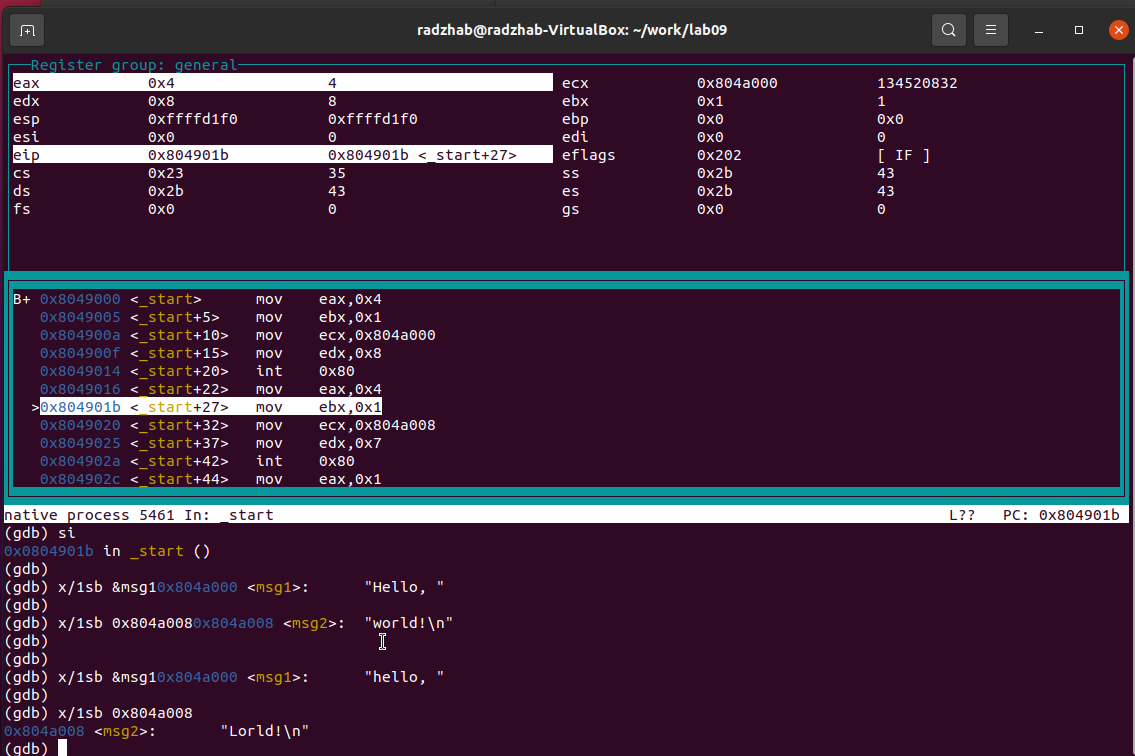 radzhab@radzhab-VirtualBox: ~/work/lab09
Register group: general
eax 0x4 4 ecx 0x804a000 134520832
edx 0x8 8 ebx 0x1 1
esp 0xffffd1f0 0xffffd1f0 ebp 0x0 0x0
esi 0x0 0 edi 0x0 0
eip 0x804901b 0x804901b <_start+27> eflags 0x202 [ IF ]
cs 0x23 35 ss 0x2b 43
ds 0x2b 43 es 0x2b 43
fs 0x0 0 gs 0x0 0
B+ 0x8049000 <_start> mov eax,0x4
0x8049005 <_start+5> mov ebx,0x1
0x804900a <_start+10> mov ecx,0x804a000
0x804900f <_start+15> mov edx,0x8
0x8049014 <_start+20> int 0x80
0x8049016 <_start+22> mov eax,0x4
>0x804901b <_start+27> mov ebx,0x1
0x8049020 <_start+32> mov ecx,0x804a008
0x8049025 <_start+37> mov edx,0x7
0x804902a <_start+42> int 0x80
0x804902c <_start+44> mov eax,0x1
native process 5461 In: _start L?? PC: 0x804901b
(gdb) si
0x0804901b in _start ()
(gdb)
(gdb) x/1sb &msg10x804a000 <msg1>: "Hello, "
(gdb)
(gdb) x/1sb 0x804a0080x804a008 <msg2>: "world!\n"
(gdb)
(gdb)
(gdb) x/1sb &msg10x804a000 <msg1>: "hello, "
(gdb)
(gdb) x/1sb 0x804a008
0x804a008 <msg2>: "Lorld!\n"
(gdb)